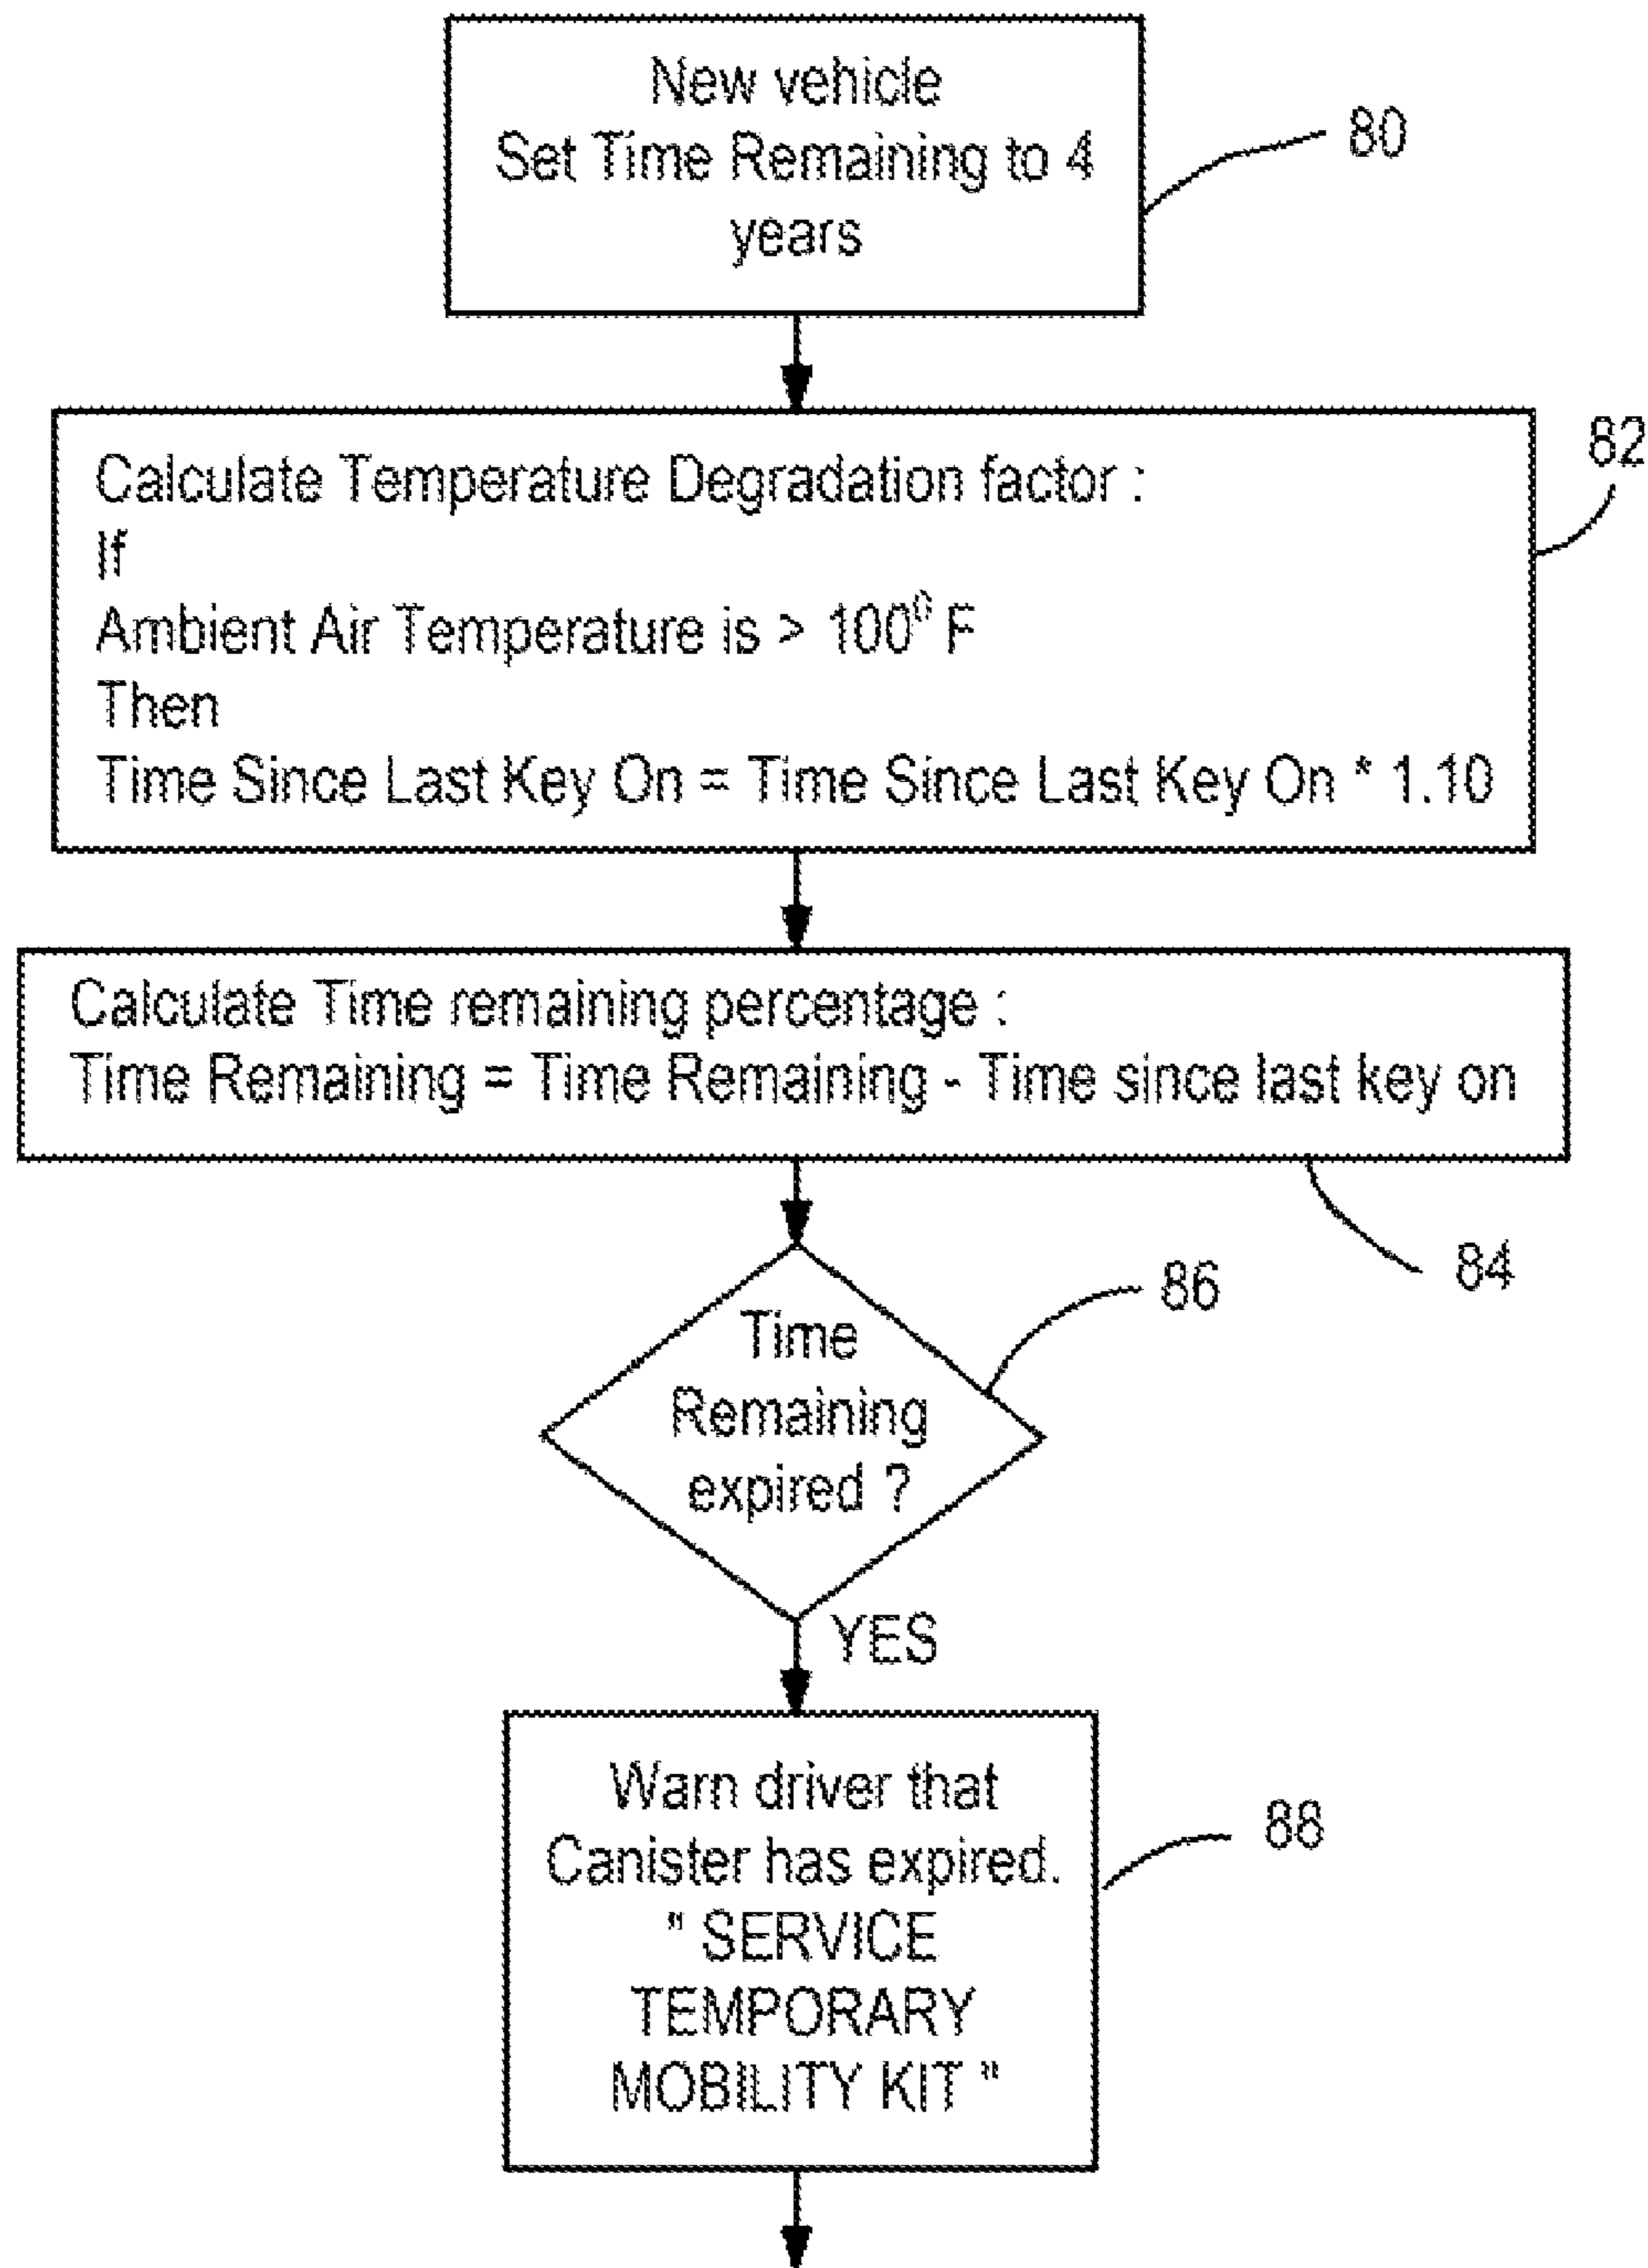 New vehicle
Set Time Remaining to 4
years
80
Calculate Temperature Degradation factor :
If
Ambient Air Temperature is > 100⁰ F
Then
Time Since Last Key On = Time Since Last Key On * 1.10
82
Calculate Time remaining percentage :
Time Remaining = Time Remaining - Time since last key on
84
Time
Remaining
expired ?
86
YES
Warn driver that
Canister has expired.
" SERVICE
TEMPORARY
MOBILITY KIT "
88